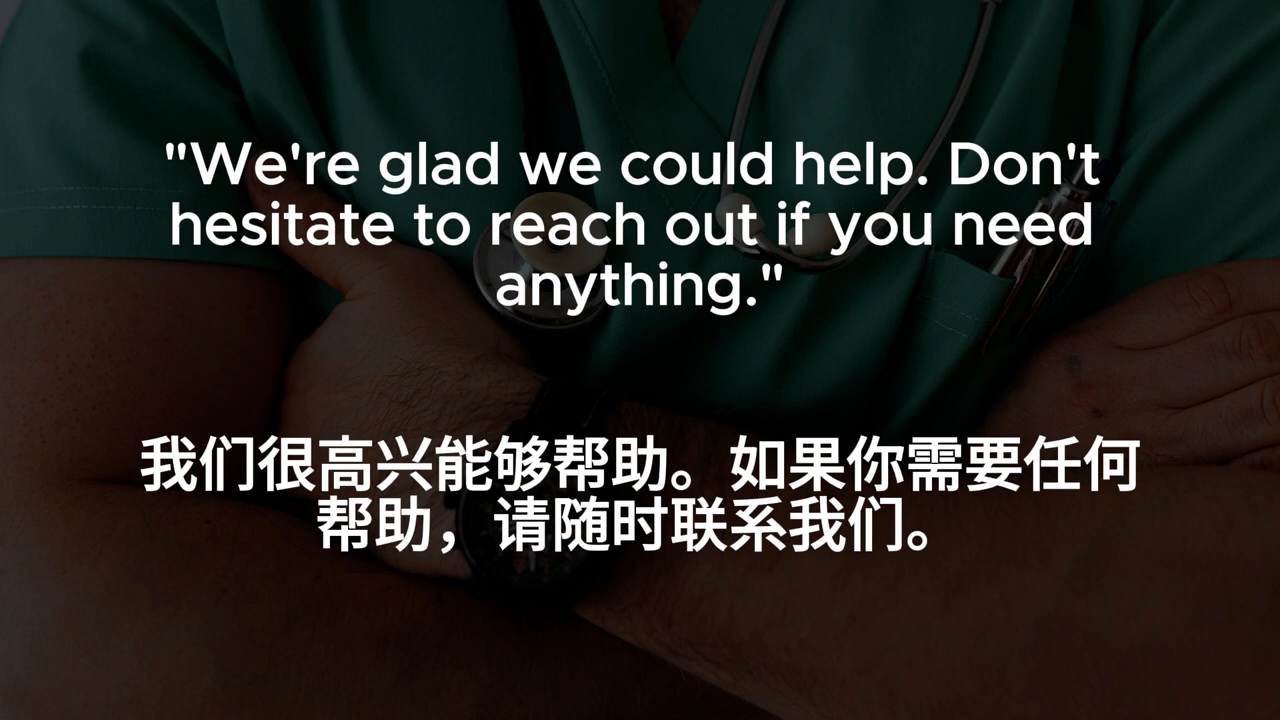 "We're glad we could help. Don't
hesitate to reach out if you need
anything."
我们很高兴能够帮助。如果你需要任何
帮助，请随时联系我们。